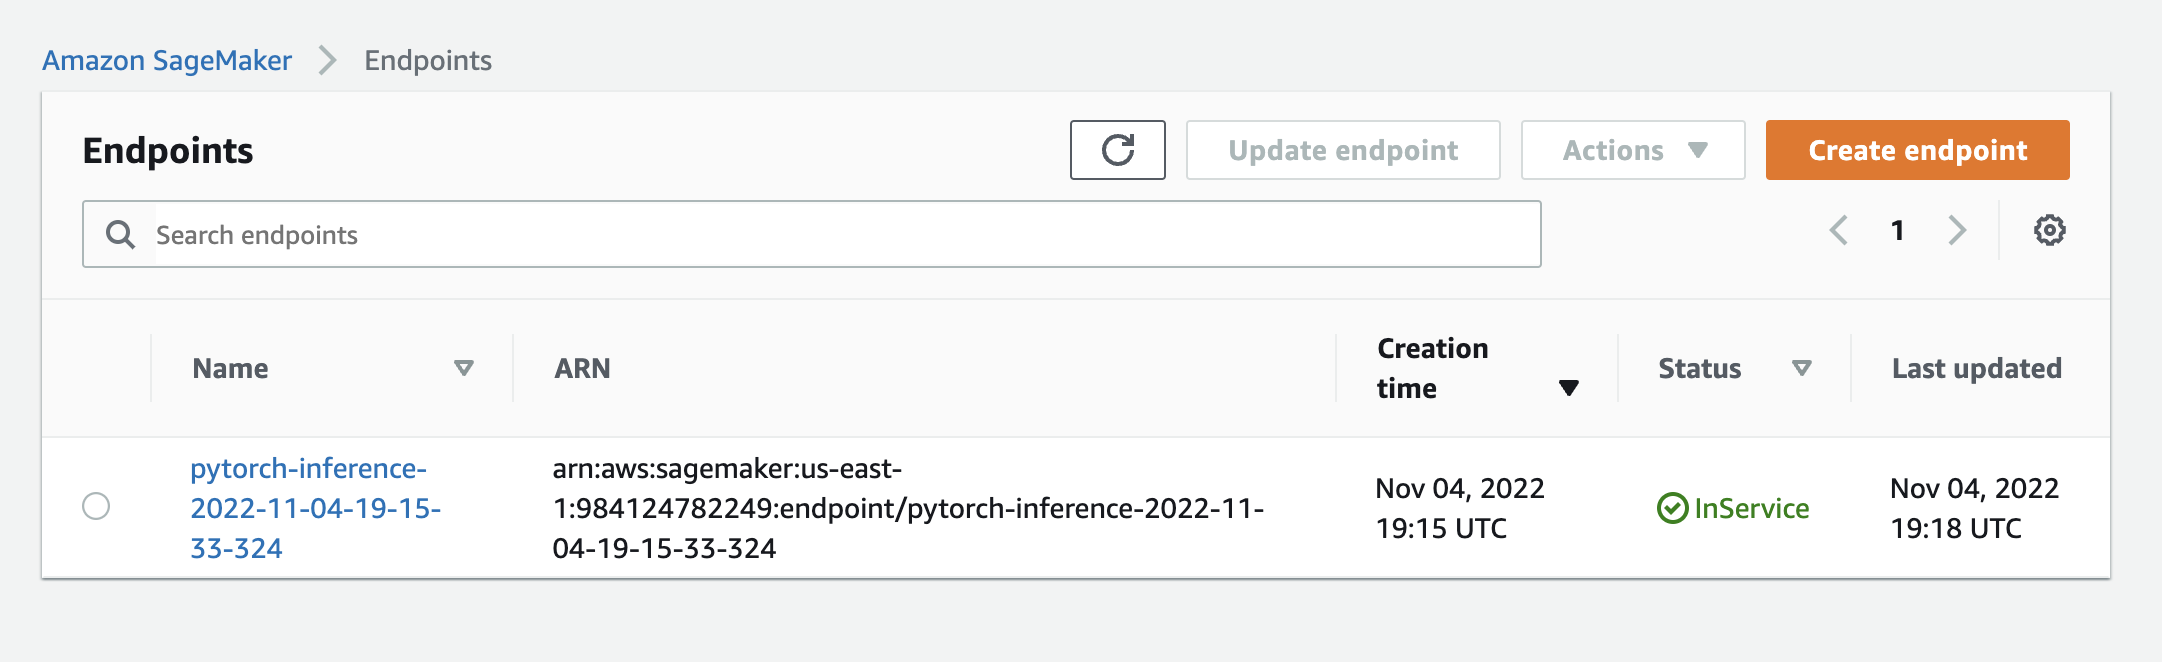 Amazon SageMaker Endpoints
Endpoints
Update endpoint
Actions
Create endpoint
Search endpoints
1
Name
ARN
Creation
time
Status
Last updated
pytorch-inference-
2022-11-04-19-15-
33-324
arn:aws:sagemaker:us-east-
1:984124782249:endpoint/pytorch-inference-2022-11-
04-19-15-33-324
Nov 04, 2022
19:15 UTC
InService
Nov 04, 2022
19:18 UTC